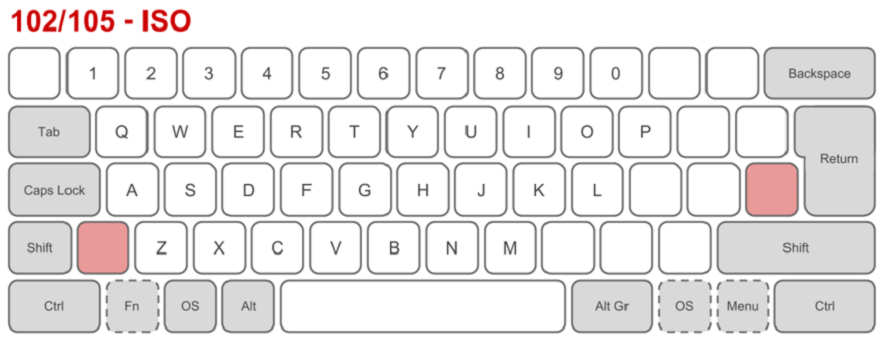 102/105 - ISO
1 2 3 4 5 6 7 8 9 0 Backspace
Tab Q W E R T Y U I O P
Return
Caps Lock A S D F G H J K L
Shift Z X C V B N M Shift
Ctrl Fn OS Alt Alt Gr OS Menu Ctrl